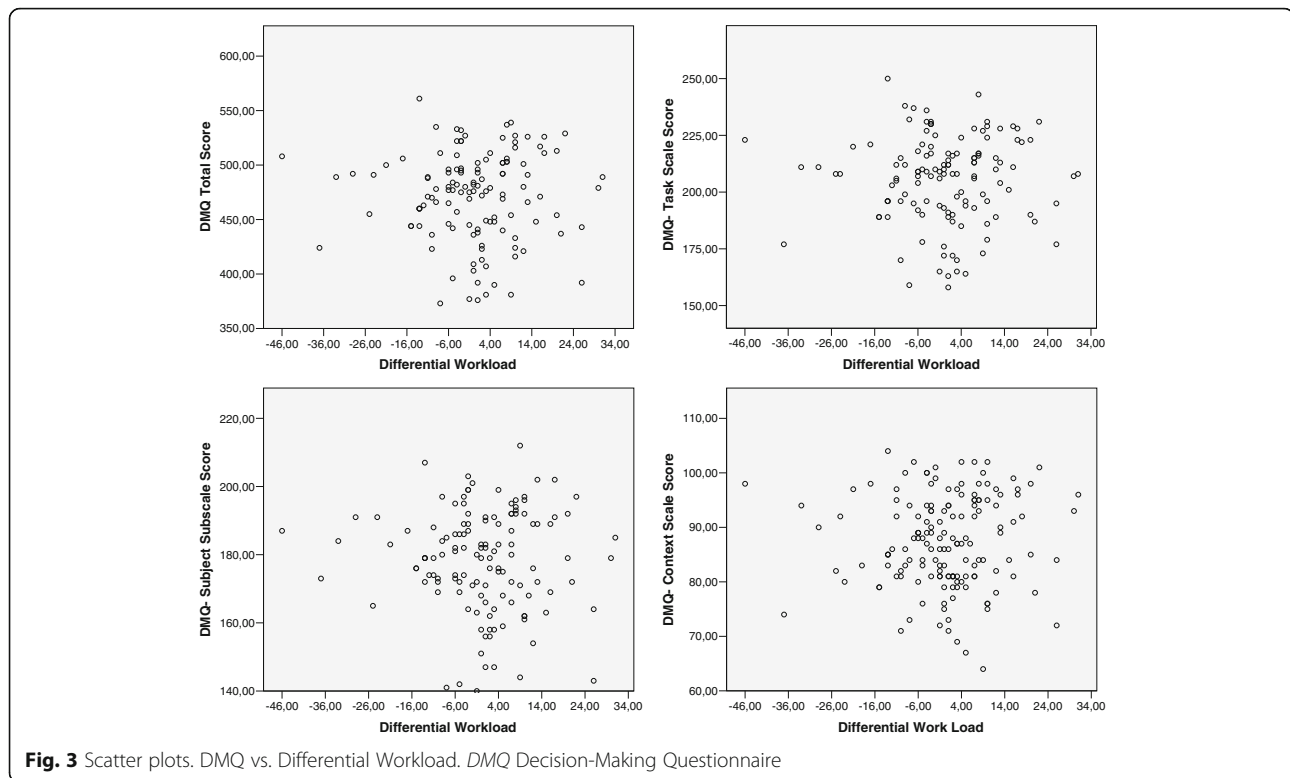 600,00
550,00
500,00
450,00
400,00
350,00
DMQ Total Score
-46,00 -36,00 -26,00 -16,00 -6,00 4,00 14,00 24,00 34,00
Differential Workload
250,00
225,00
200,00
175,00
150,00
DMQ- Task Scale Score
-46,00 -36,00 -26,00 -16,00 -6,00 4,00 14,00 24,00 34,00
Differential Workload
220,00
200,00
180,00
160,00
140,00
DMQ- Subject Subscale Score
-46,00 -36,00 -26,00 -16,00 -6,00 4,00 14,00 24,00 34,00
Differential Workload
110,00
100,00
90,00
80,00
70,00
60,00
DMQ- Context Scale Score
-46,00 -36,00 -26,00 -16,00 -6,00 4,00 14,00 24,00 34,00
Differential Work Load
Fig. 3 Scatter plots. DMQ vs. Differential Workload. DMQ Decision-Making Questionnaire